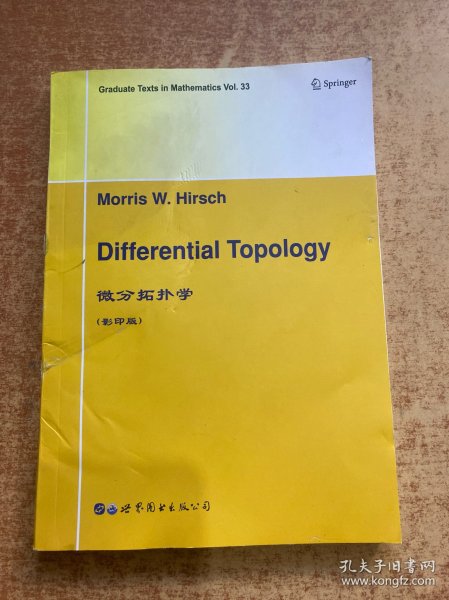 Graduate Texts in Mathematics Vol. 33
Springer
Morris W. Hirsch
Differential Topology
微分拓扑学
(影印版)
世界图书出版公司
孔夫子旧书网
www.kongfz.com